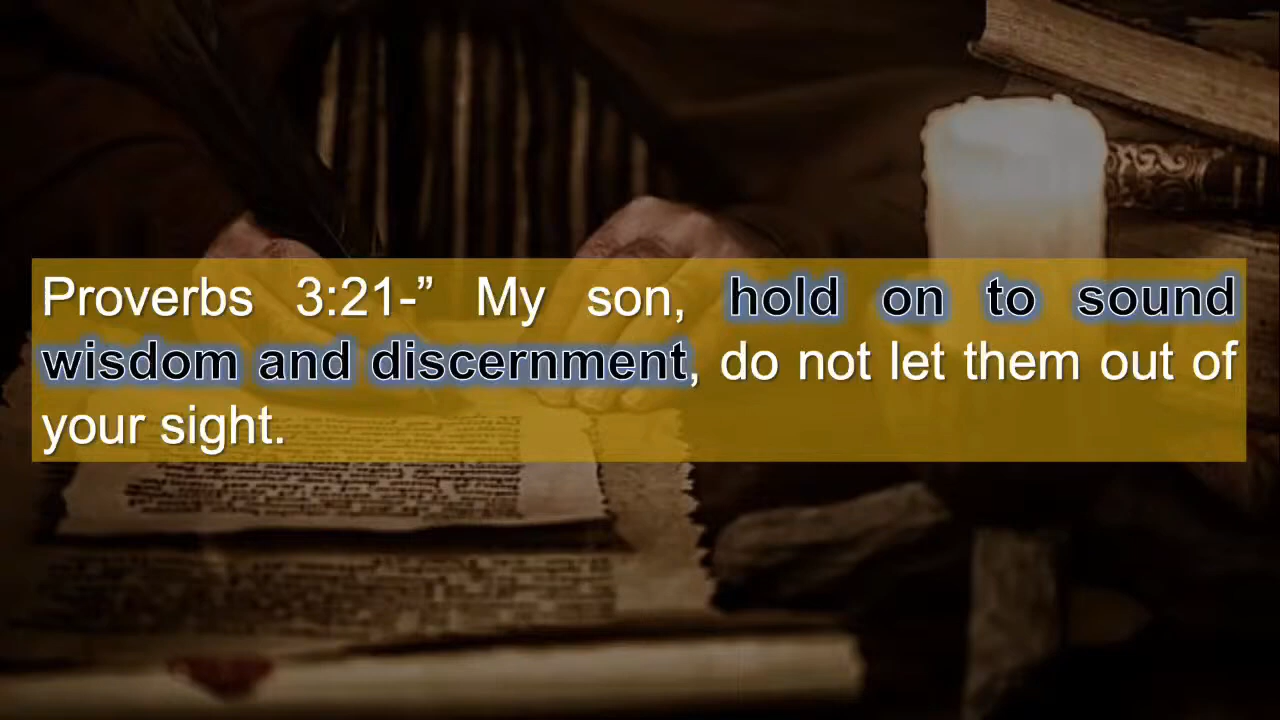 Proverbs 3:21-” My son, hold on to sound
wisdom and discernment, do not let them out of
your sight.